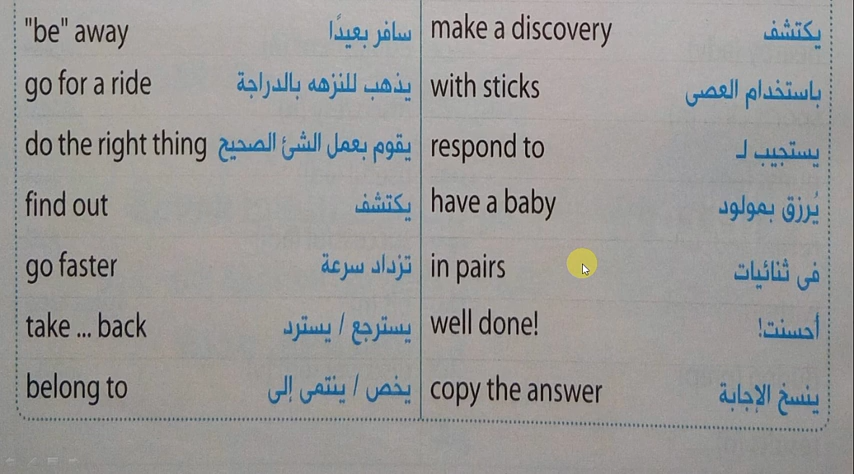 "be" away سافر بعيدًا
go for a ride يذهب للنزهه بالدراجة
do the right thing يقوم بعمل الشئ الصحيح
find out يكتشف
go faster تزداد سرعة
take ... back يسترجع / يسترد
belong to يخص / ينتمى إلى
make a discovery يكتشف
with sticks باستخدام العصى
respond to يستجيب لـ
have a baby يُرزق بمولود
in pairs فى ثنائيات
well done! أحسنت!
copy the answer ينسخ الإجابة